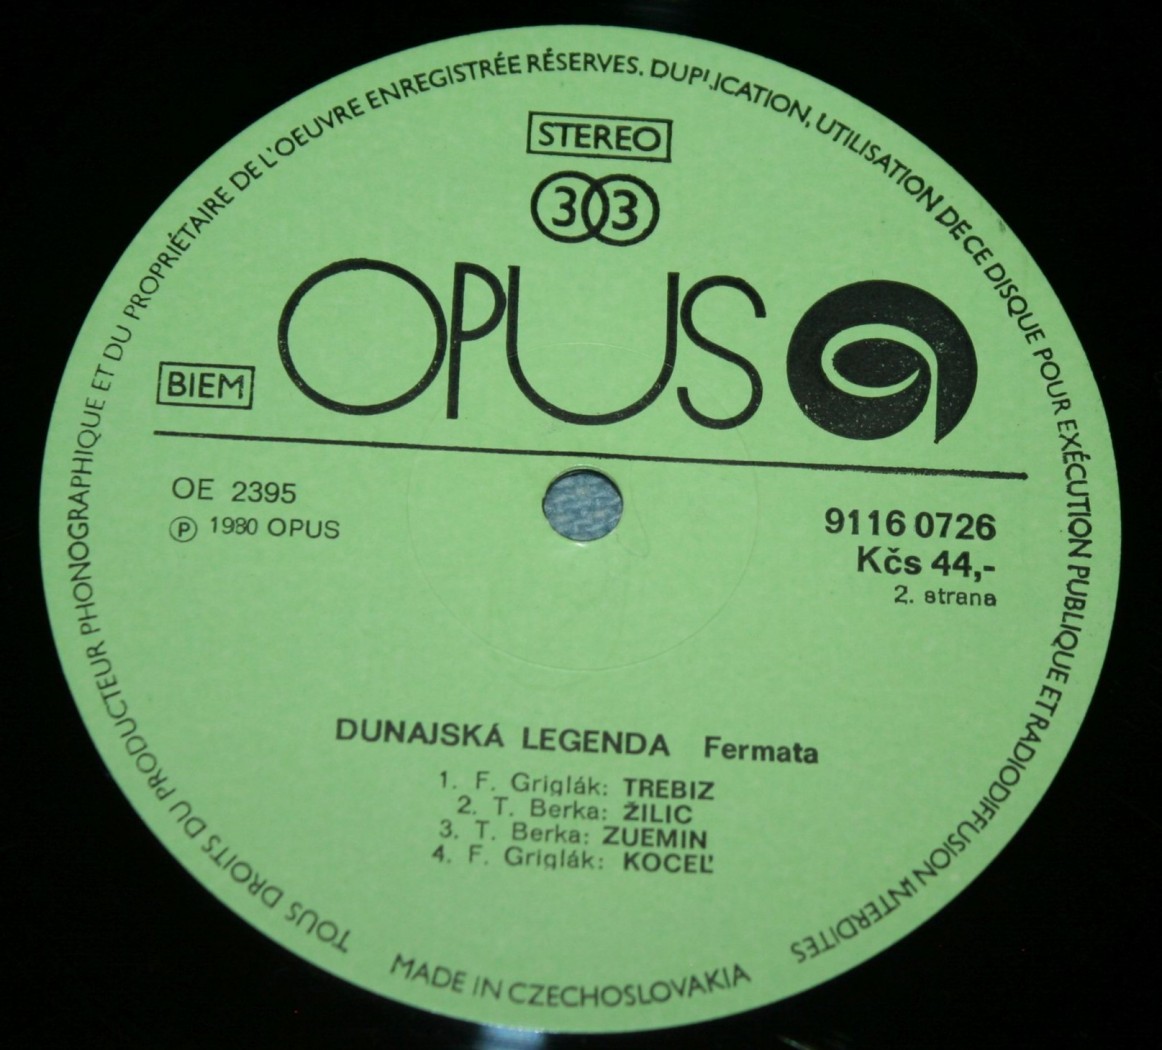 TOUS DROITS DU PRODUCTEUR PHONOGRAPHIQUE ET DU PROPRIÉTAIRE DE L'OEUVRE ENREGISTRÉE RÉSERVES. DUPLICATION, UTILISATION DE CE DISQUE POUR EXÉCUTION PUBLIQUE ET RADIODIFFUSION INTERDITES
STEREO
33
OPUS
BIEM
OE 2395
℗ 1980 OPUS
9116 0726
Kčs 44,-
2. strana
DUNAJSKÁ LEGENDA Fermata
1. F. Griglák: TREBIZ
2. T. Berka: ŽILIC
3. T. Berka: ZUEMIN
4. F. Griglák: KOCEĽ
MADE IN CZECHOSLOVAKIA